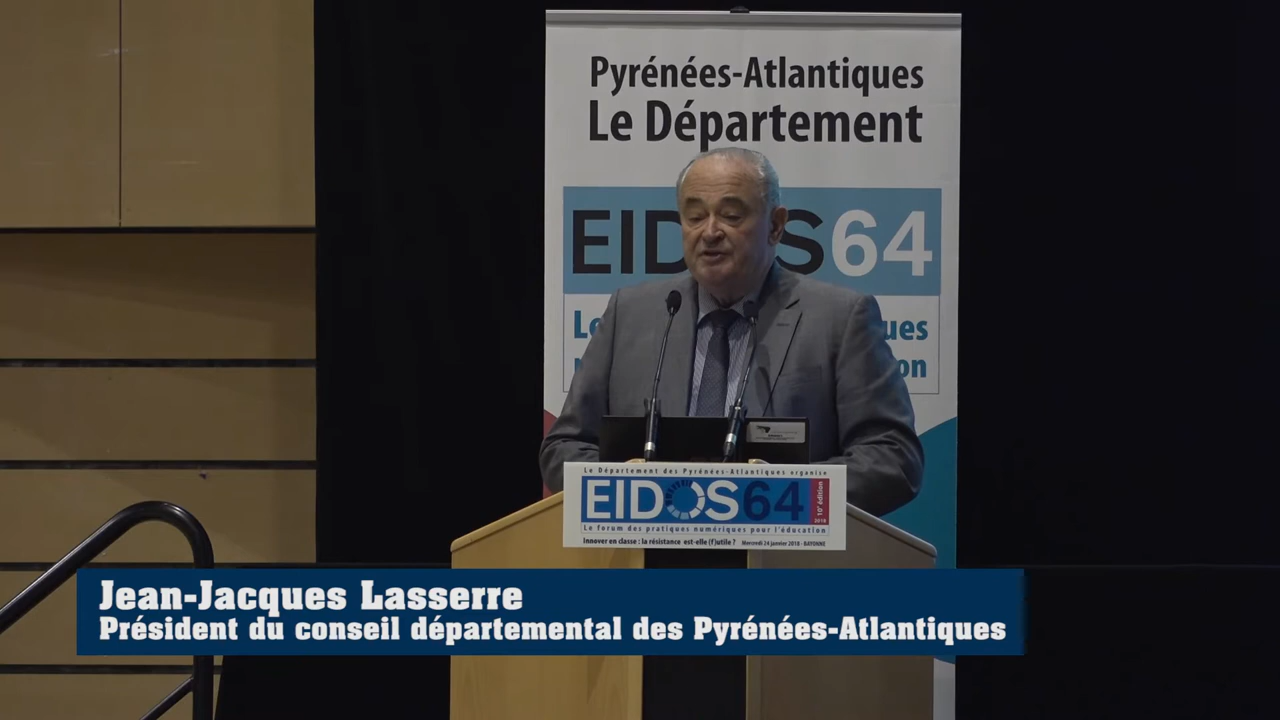 Pyrénées-Atlantiques
Le Département
EID S64
Le
ues
on
Le Département des Pyrénées-Atlantiques organise
EIDOS64
10e édition
2018
Le forum des pratiques numériques pour l'éducation
Innover en classe : la résistance est-elle (f)utile ? Mercredi 24 janvier 2018 - BAYONNE
Jean-Jacques Lasserre
Président du conseil départemental des Pyrénées-Atlantiques